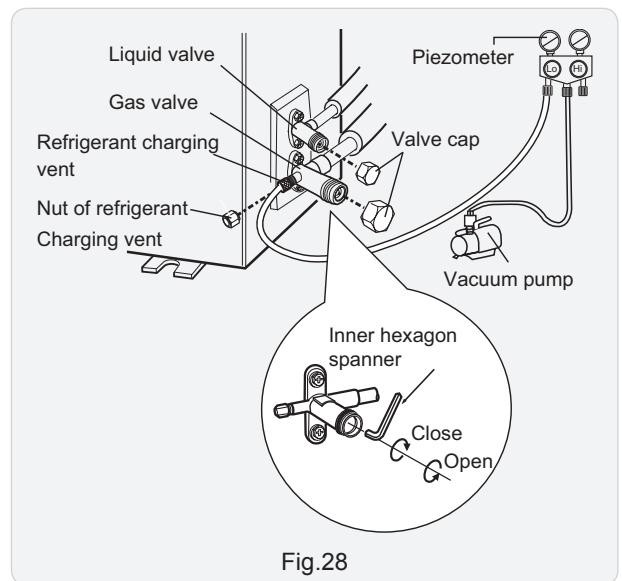 Liquid valve
Gas valve
Refrigerant charging
vent
Nut of refrigerant
Charging vent
Piezometer
Lo
Hi
Valve cap
Vacuum pump
Inner hexagon
spanner
Close
Open
Fig.28